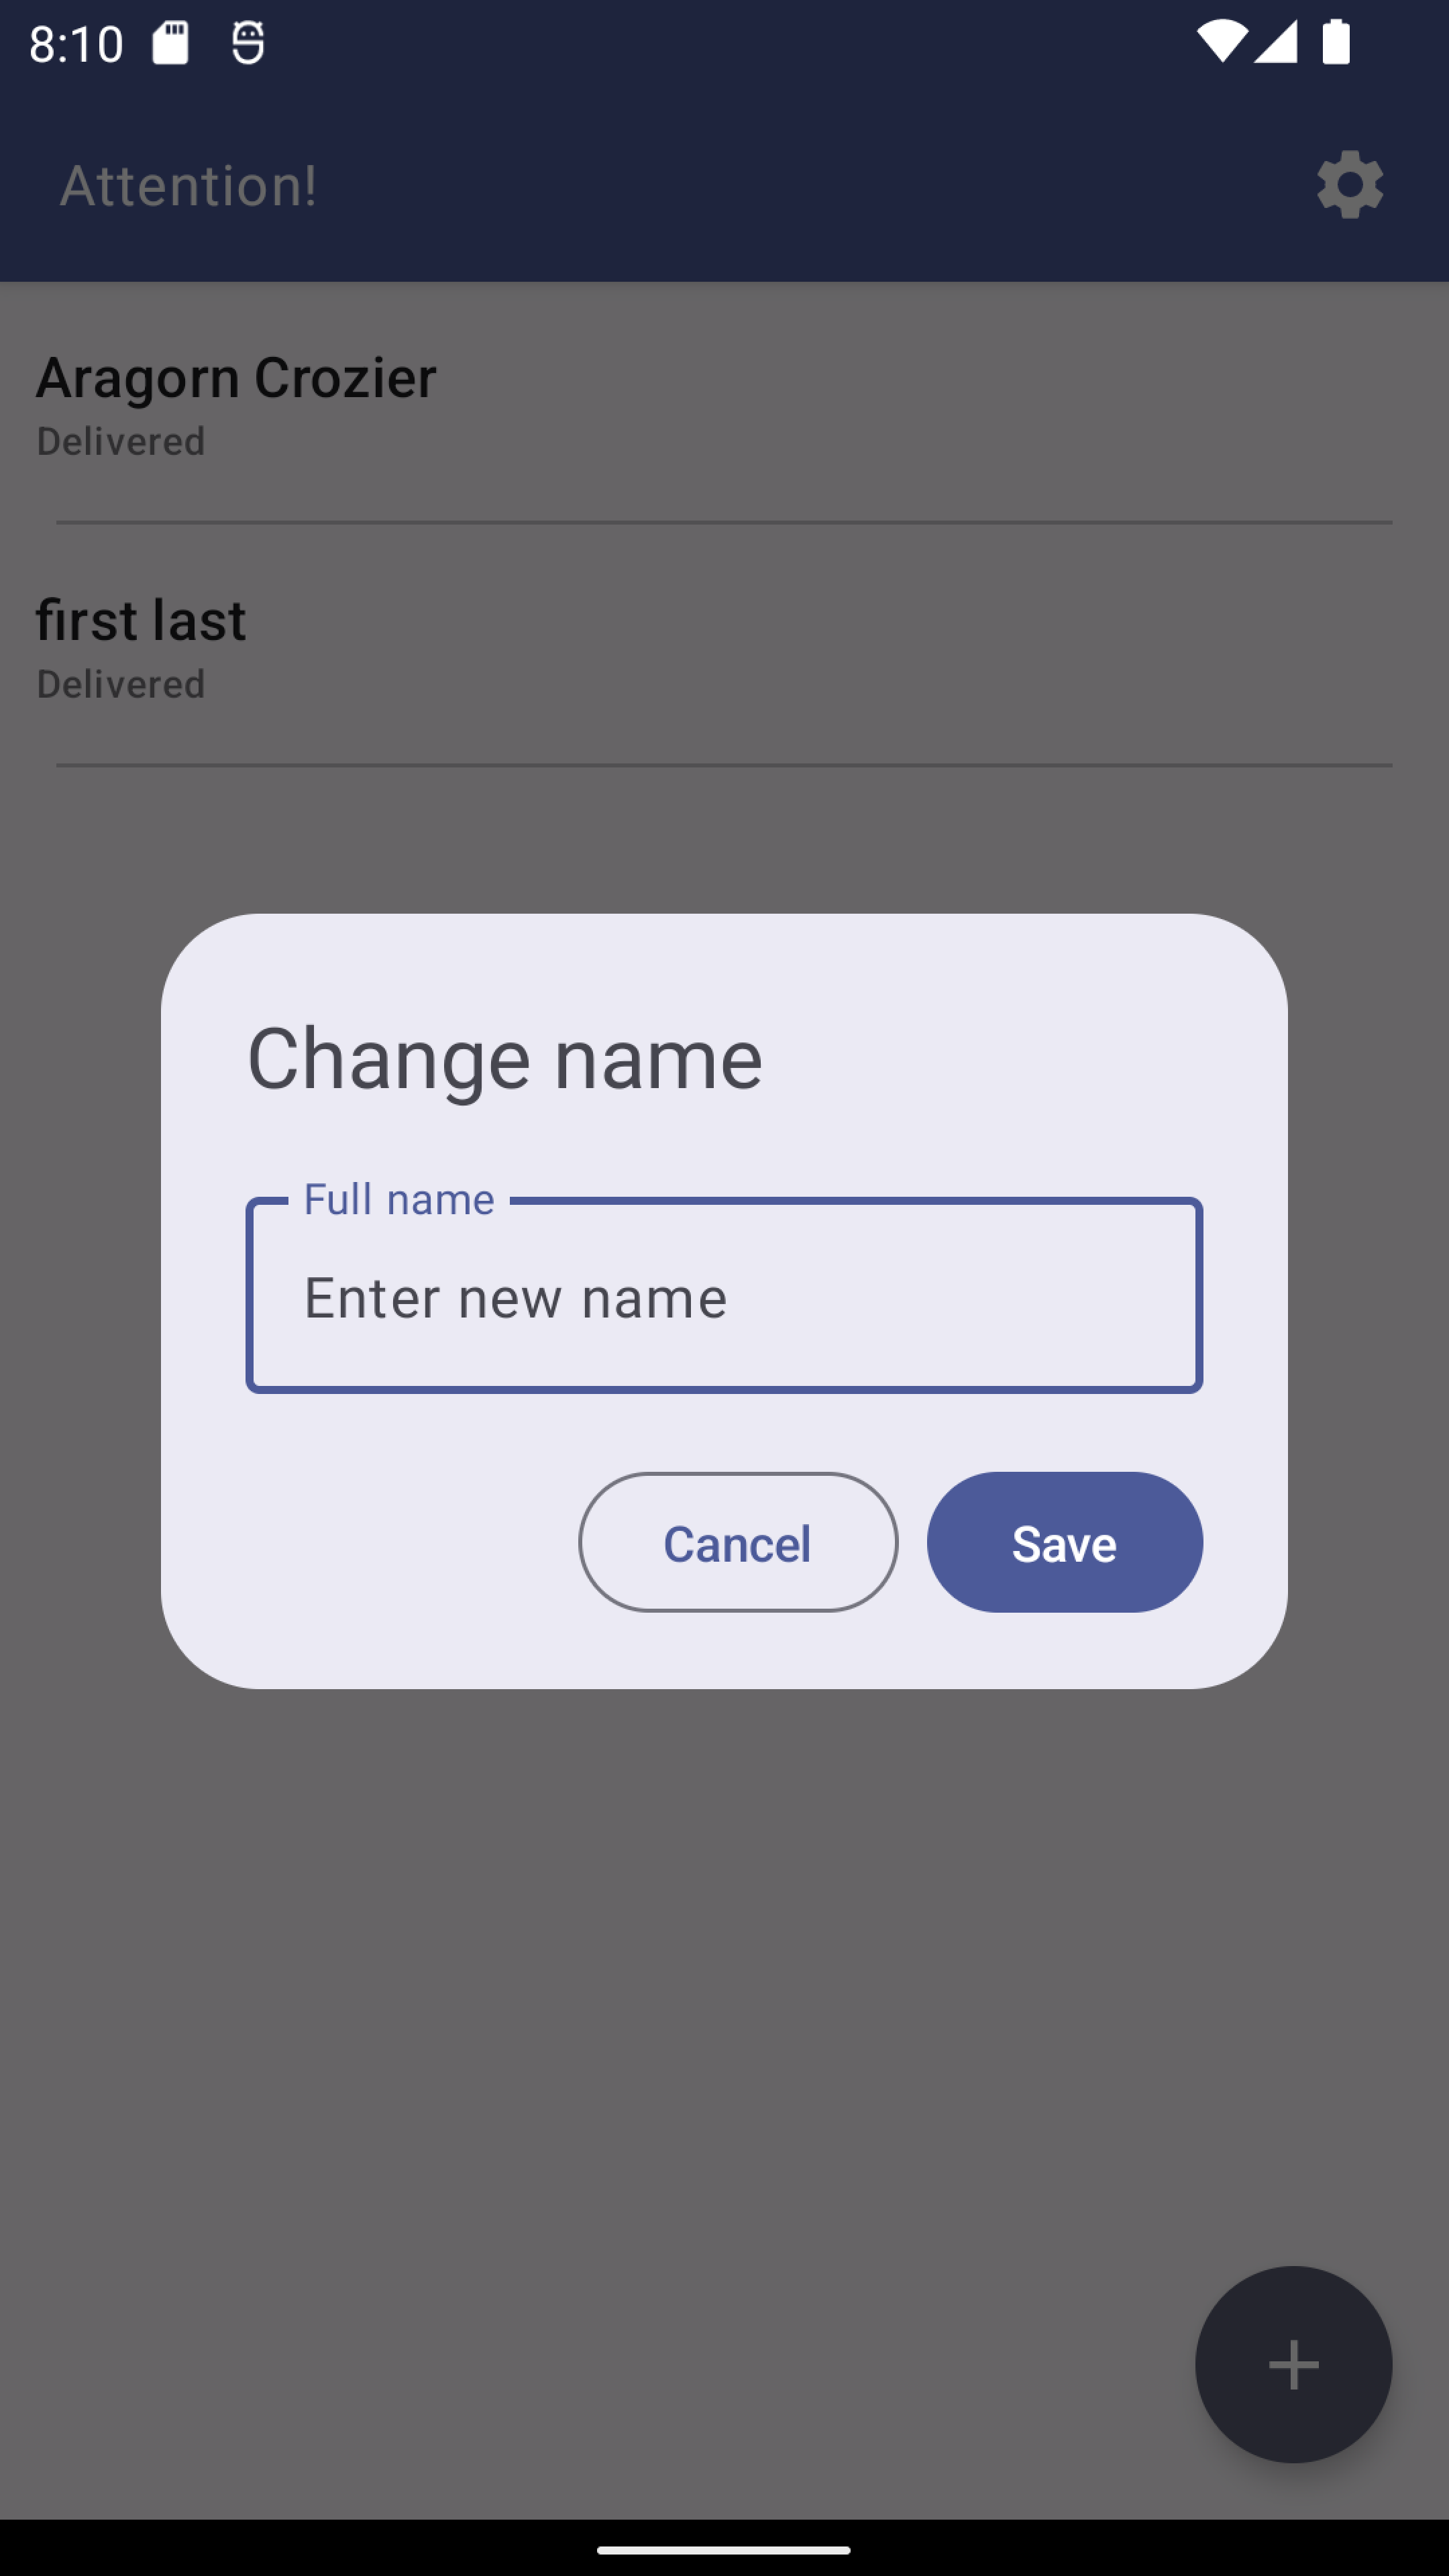 8:10
Attention!
Aragorn Crozier
Delivered
first last
Delivered
Change name
Full name
Enter new name
Cancel
Save